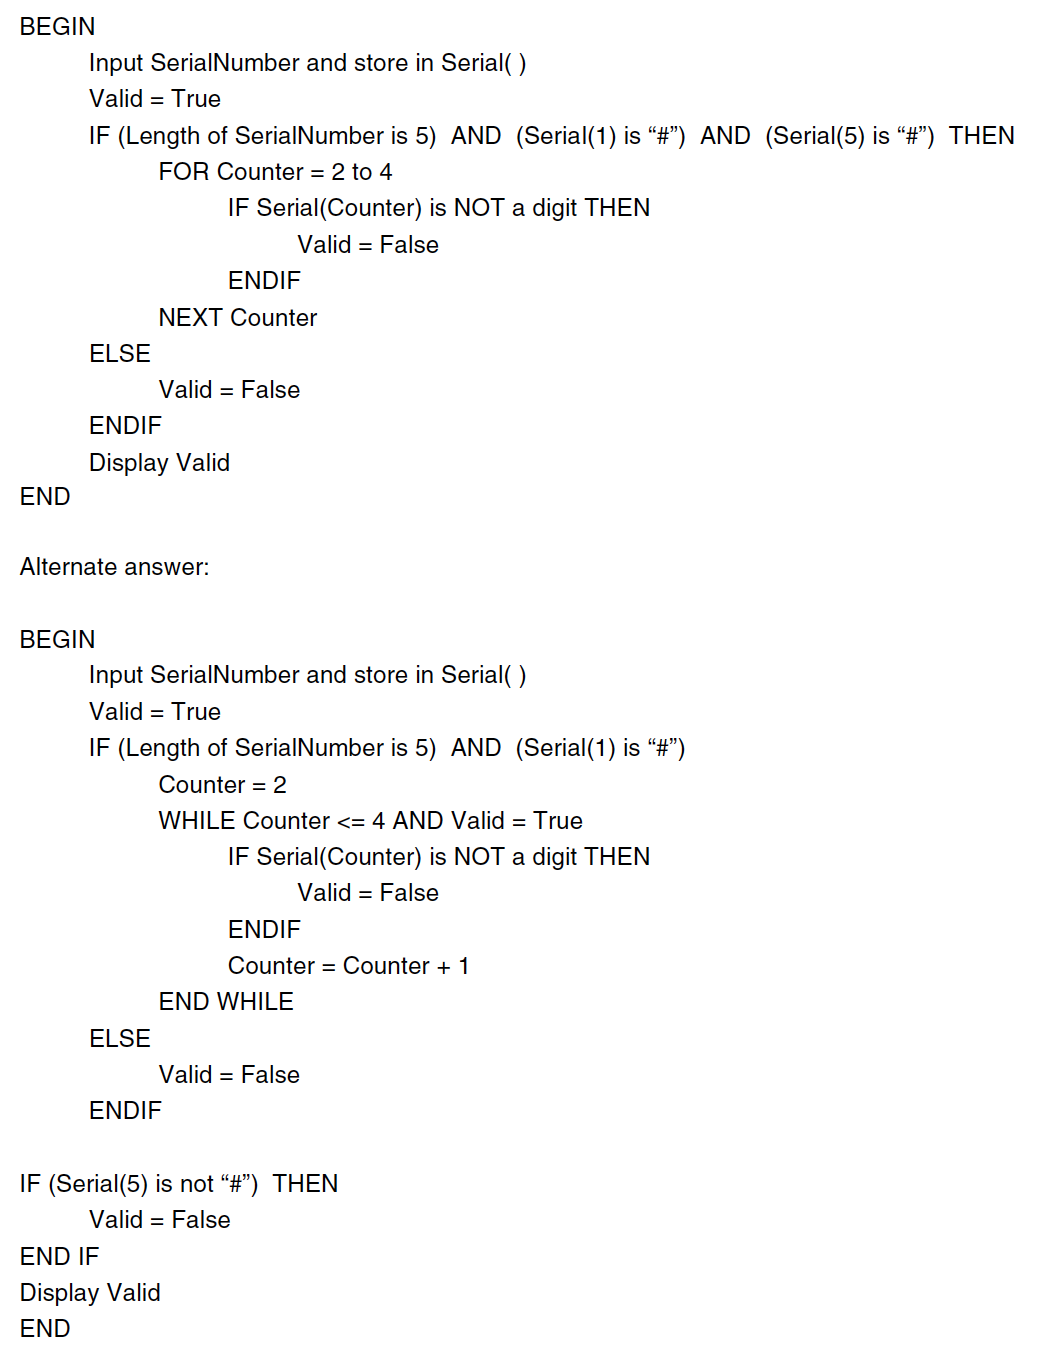 BEGIN
Input SerialNumber and store in Serial( )
Valid = True
IF (Length of SerialNumber is 5)  AND  (Serial(1) is “#”)  AND  (Serial(5) is “#”)  THEN
FOR Counter = 2 to 4
IF Serial(Counter) is NOT a digit THEN
Valid = False
ENDIF
NEXT Counter
ELSE
Valid = False
ENDIF
Display Valid
END
Alternate answer:
BEGIN
Input SerialNumber and store in Serial( )
Valid = True
IF (Length of SerialNumber is 5)  AND  (Serial(1) is “#”)
Counter = 2
WHILE Counter <= 4 AND Valid = True
IF Serial(Counter) is NOT a digit THEN
Valid = False
ENDIF
Counter = Counter + 1
END WHILE
ELSE
Valid = False
ENDIF
IF (Serial(5) is not “#”)  THEN
Valid = False
END IF
Display Valid
END